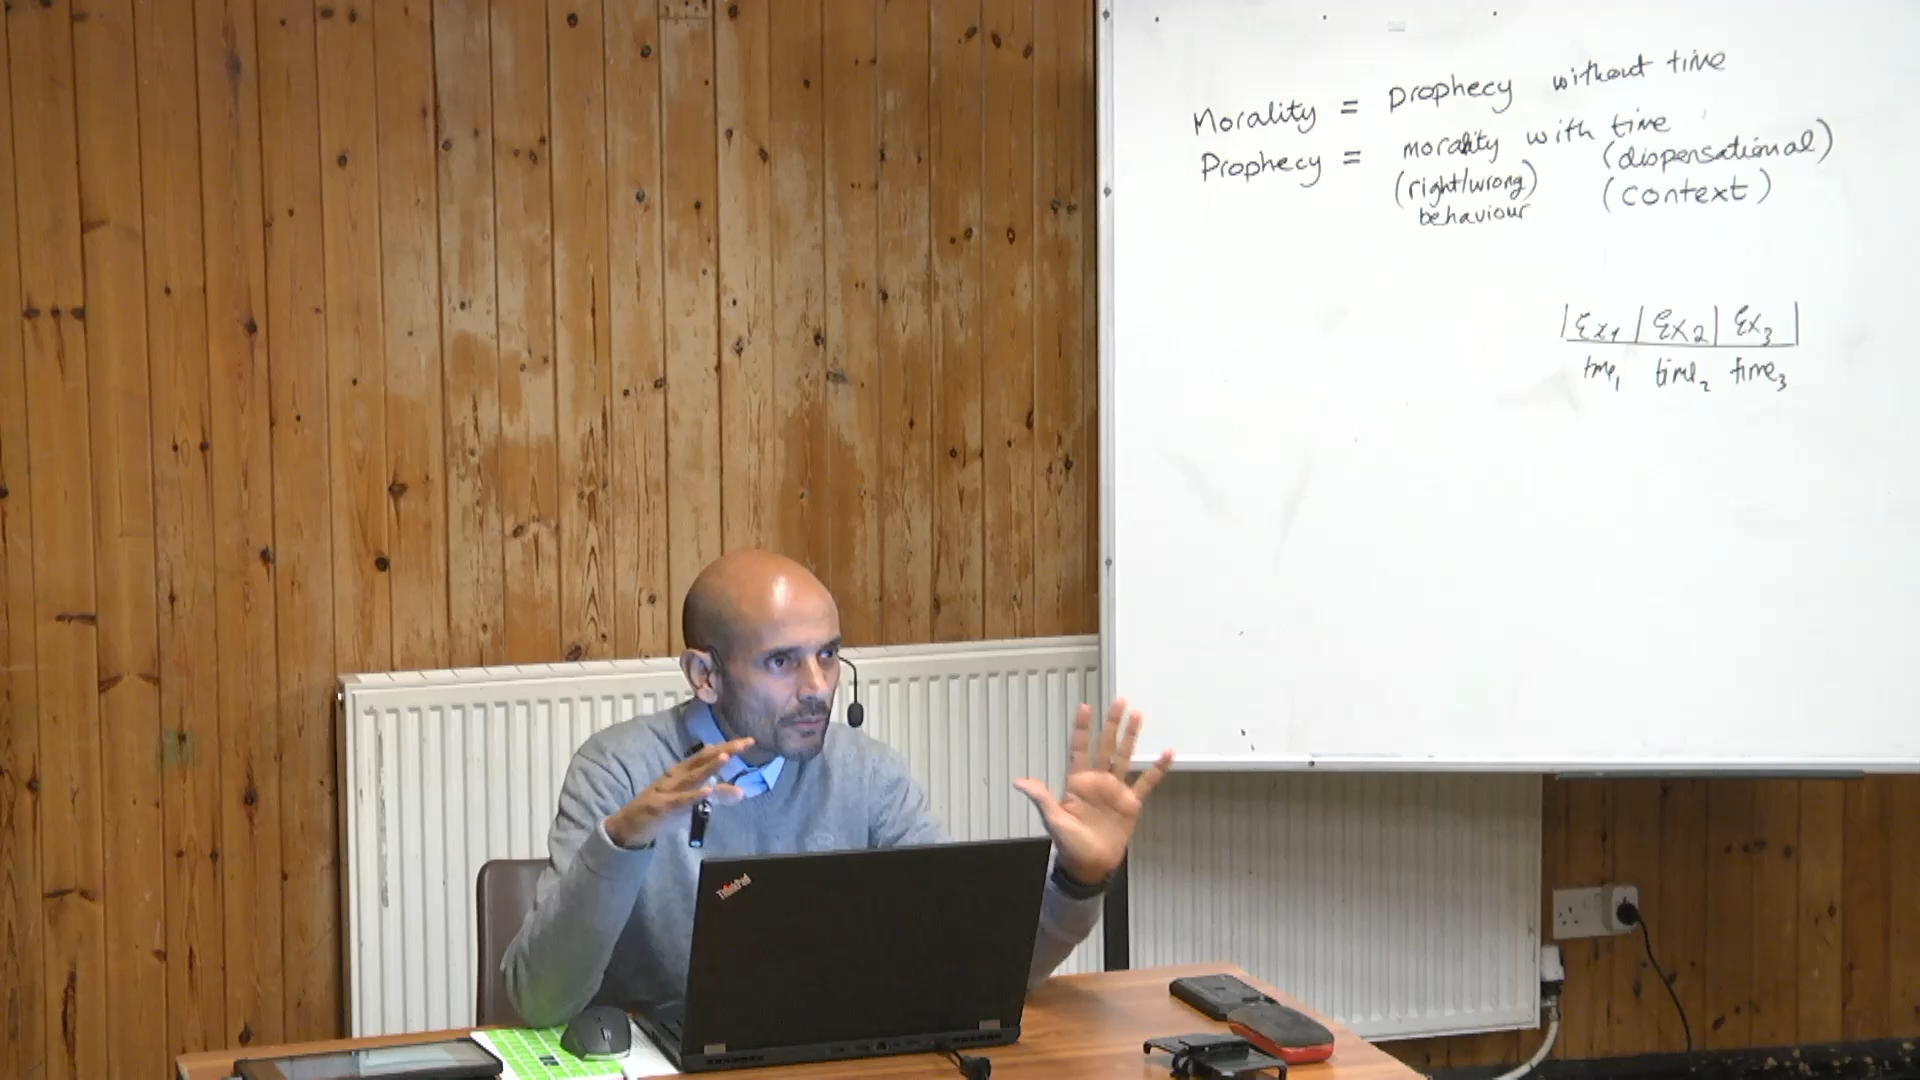 Morality = prophecy without time
Prophecy = morality with time
(right/wrong) (dispensational)
behaviour (context)
|Ex1|Ex2|Ex3|
time1 time2 time3
ThinkPad